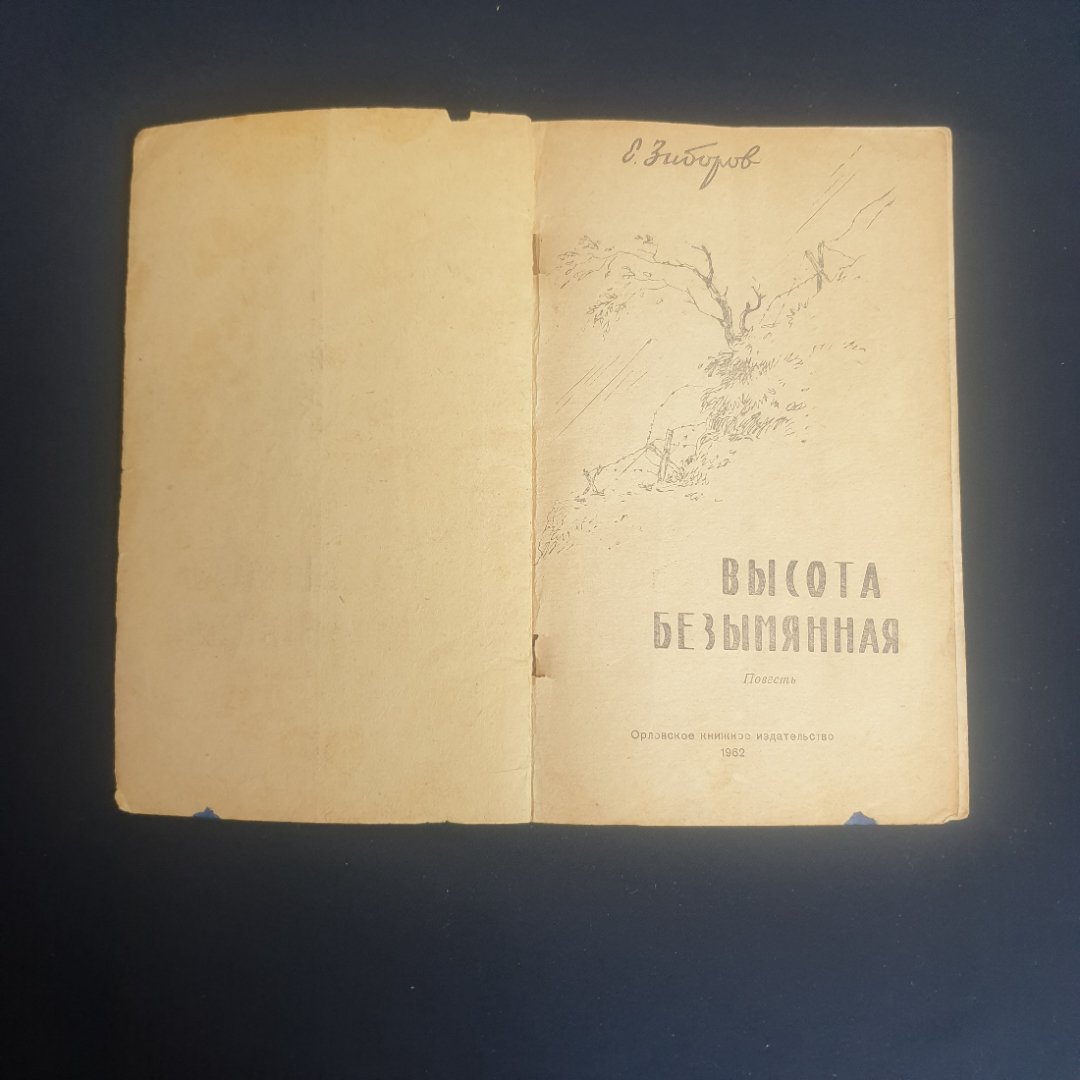 Е. Зиборов
ВЫСОТА
БЕЗЫМЯННАЯ
Повесть
Орловское книжное издательство
1962